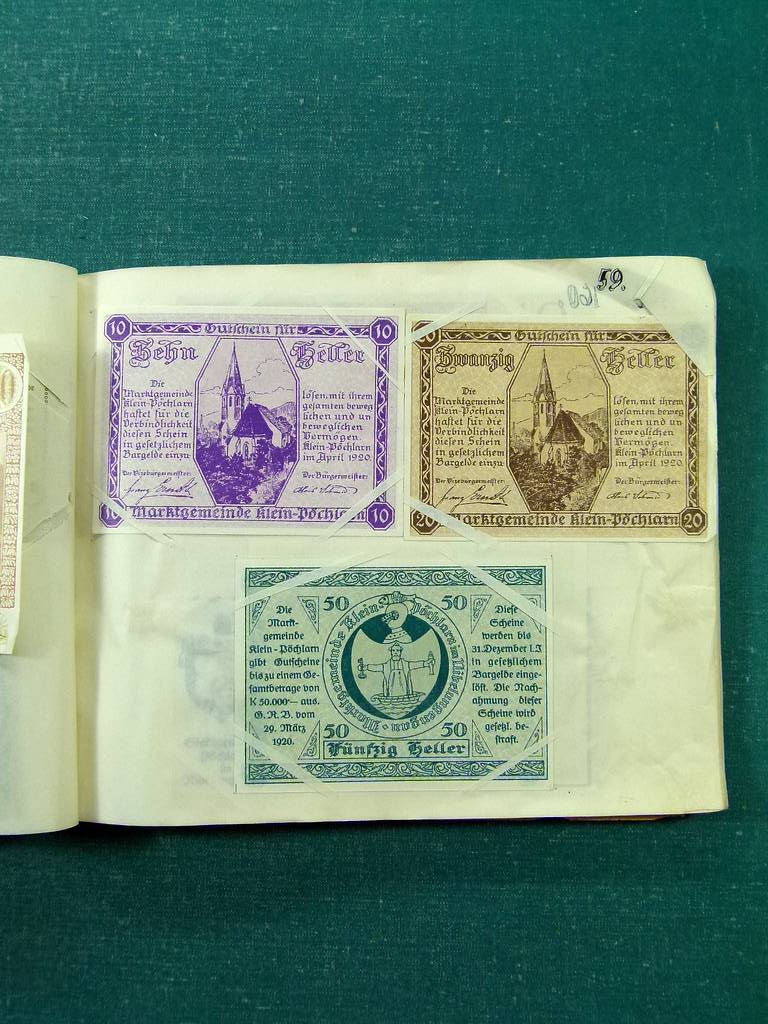 59.
10 Gutschein für 10
Zehn Heller
Die
Marktgemeinde
Klein-Pöchlarn
haftet für die
Verbindlichkeit
diesen Schein
in gesetzlichem
Bargelde einzu
lösen, mit ihrem
gesamten beweg
lichen und un
beweglichen
Vermögen.
Klein-Pöchlarn
im April 1920.
Der Vizebürgermeister:
Der Bürgermeister:
10 Marktgemeinde Klein-Pöchlarn 10
20 Gutschein für
Zwanzig Heller
Die
Marktgemeinde
Klein-Pöchlarn
haftet für die
Verbindlichkeit
diesen Schein
in gesetzlichem
Bargelde einzu
lösen, mit ihrem
gesamten beweg
lichen und un
beweglichen
Vermögen.
Klein-Pöchlarn
im April 1920.
Der Vizebürgermeister:
Der Bürgermeister:
20 Marktgemeinde Klein-Pöchlarn 20
Die
Markt-
gemeinde
Klein-Pöchlarn
gibt Gutscheine
bis zu einem Ge-
samtbetrage von
K 50.000·— aus.
G.R.B. vom
29. März
1920.
50 50
Marktgemeinde Klein-Pöchlarn im Nibelungengau
50 50
Fünfzig Heller
Diese
Scheine
werden bis
31. Dezember l.J.
in gesetzlichem
Bargelde einge-
löst. Die Nach-
ahmung dieser
Scheine wird
gesetzl. be-
straft.